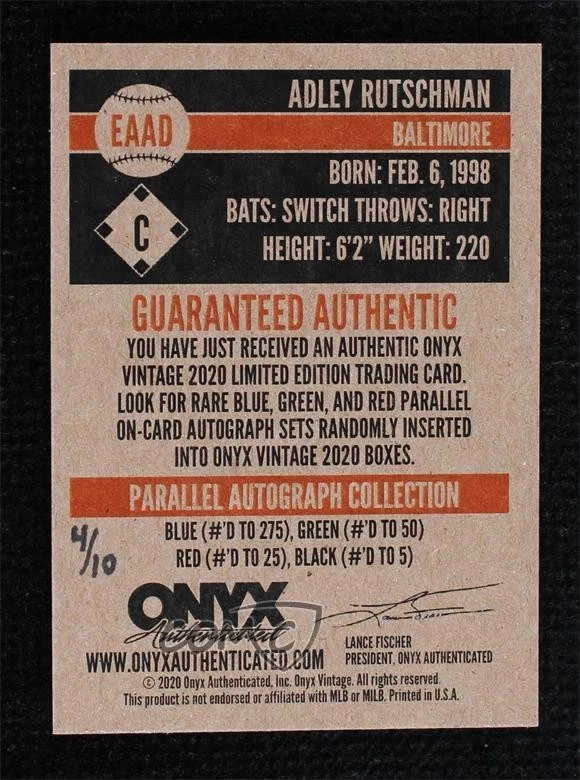 ADLEY RUTSCHMAN
EAAD
BALTIMORE
BORN: FEB. 6, 1998
BATS: SWITCH THROWS: RIGHT
C
HEIGHT: 6'2" WEIGHT: 220
GUARANTEED AUTHENTIC
YOU HAVE JUST RECEIVED AN AUTHENTIC ONYX
VINTAGE 2020 LIMITED EDITION TRADING CARD.
LOOK FOR RARE BLUE, GREEN, AND RED PARALLEL
ON-CARD AUTOGRAPH SETS RANDOMLY INSERTED
INTO ONYX VINTAGE 2020 BOXES.
PARALLEL AUTOGRAPH COLLECTION
BLUE (#'D TO 275), GREEN (#'D TO 50)
4/10
RED (#'D TO 25), BLACK (#'D TO 5)
ONYX
Authenticated
COMC
LANCE FISCHER
WWW.ONYXAUTHENTICATED.COM
PRESIDENT, ONYX AUTHENTICATED
© 2020 Onyx Authenticated, Inc. Onyx Vintage. All rights reserved.
This product is not endorsed or affiliated with MLB or MILB. Printed in U.S.A.